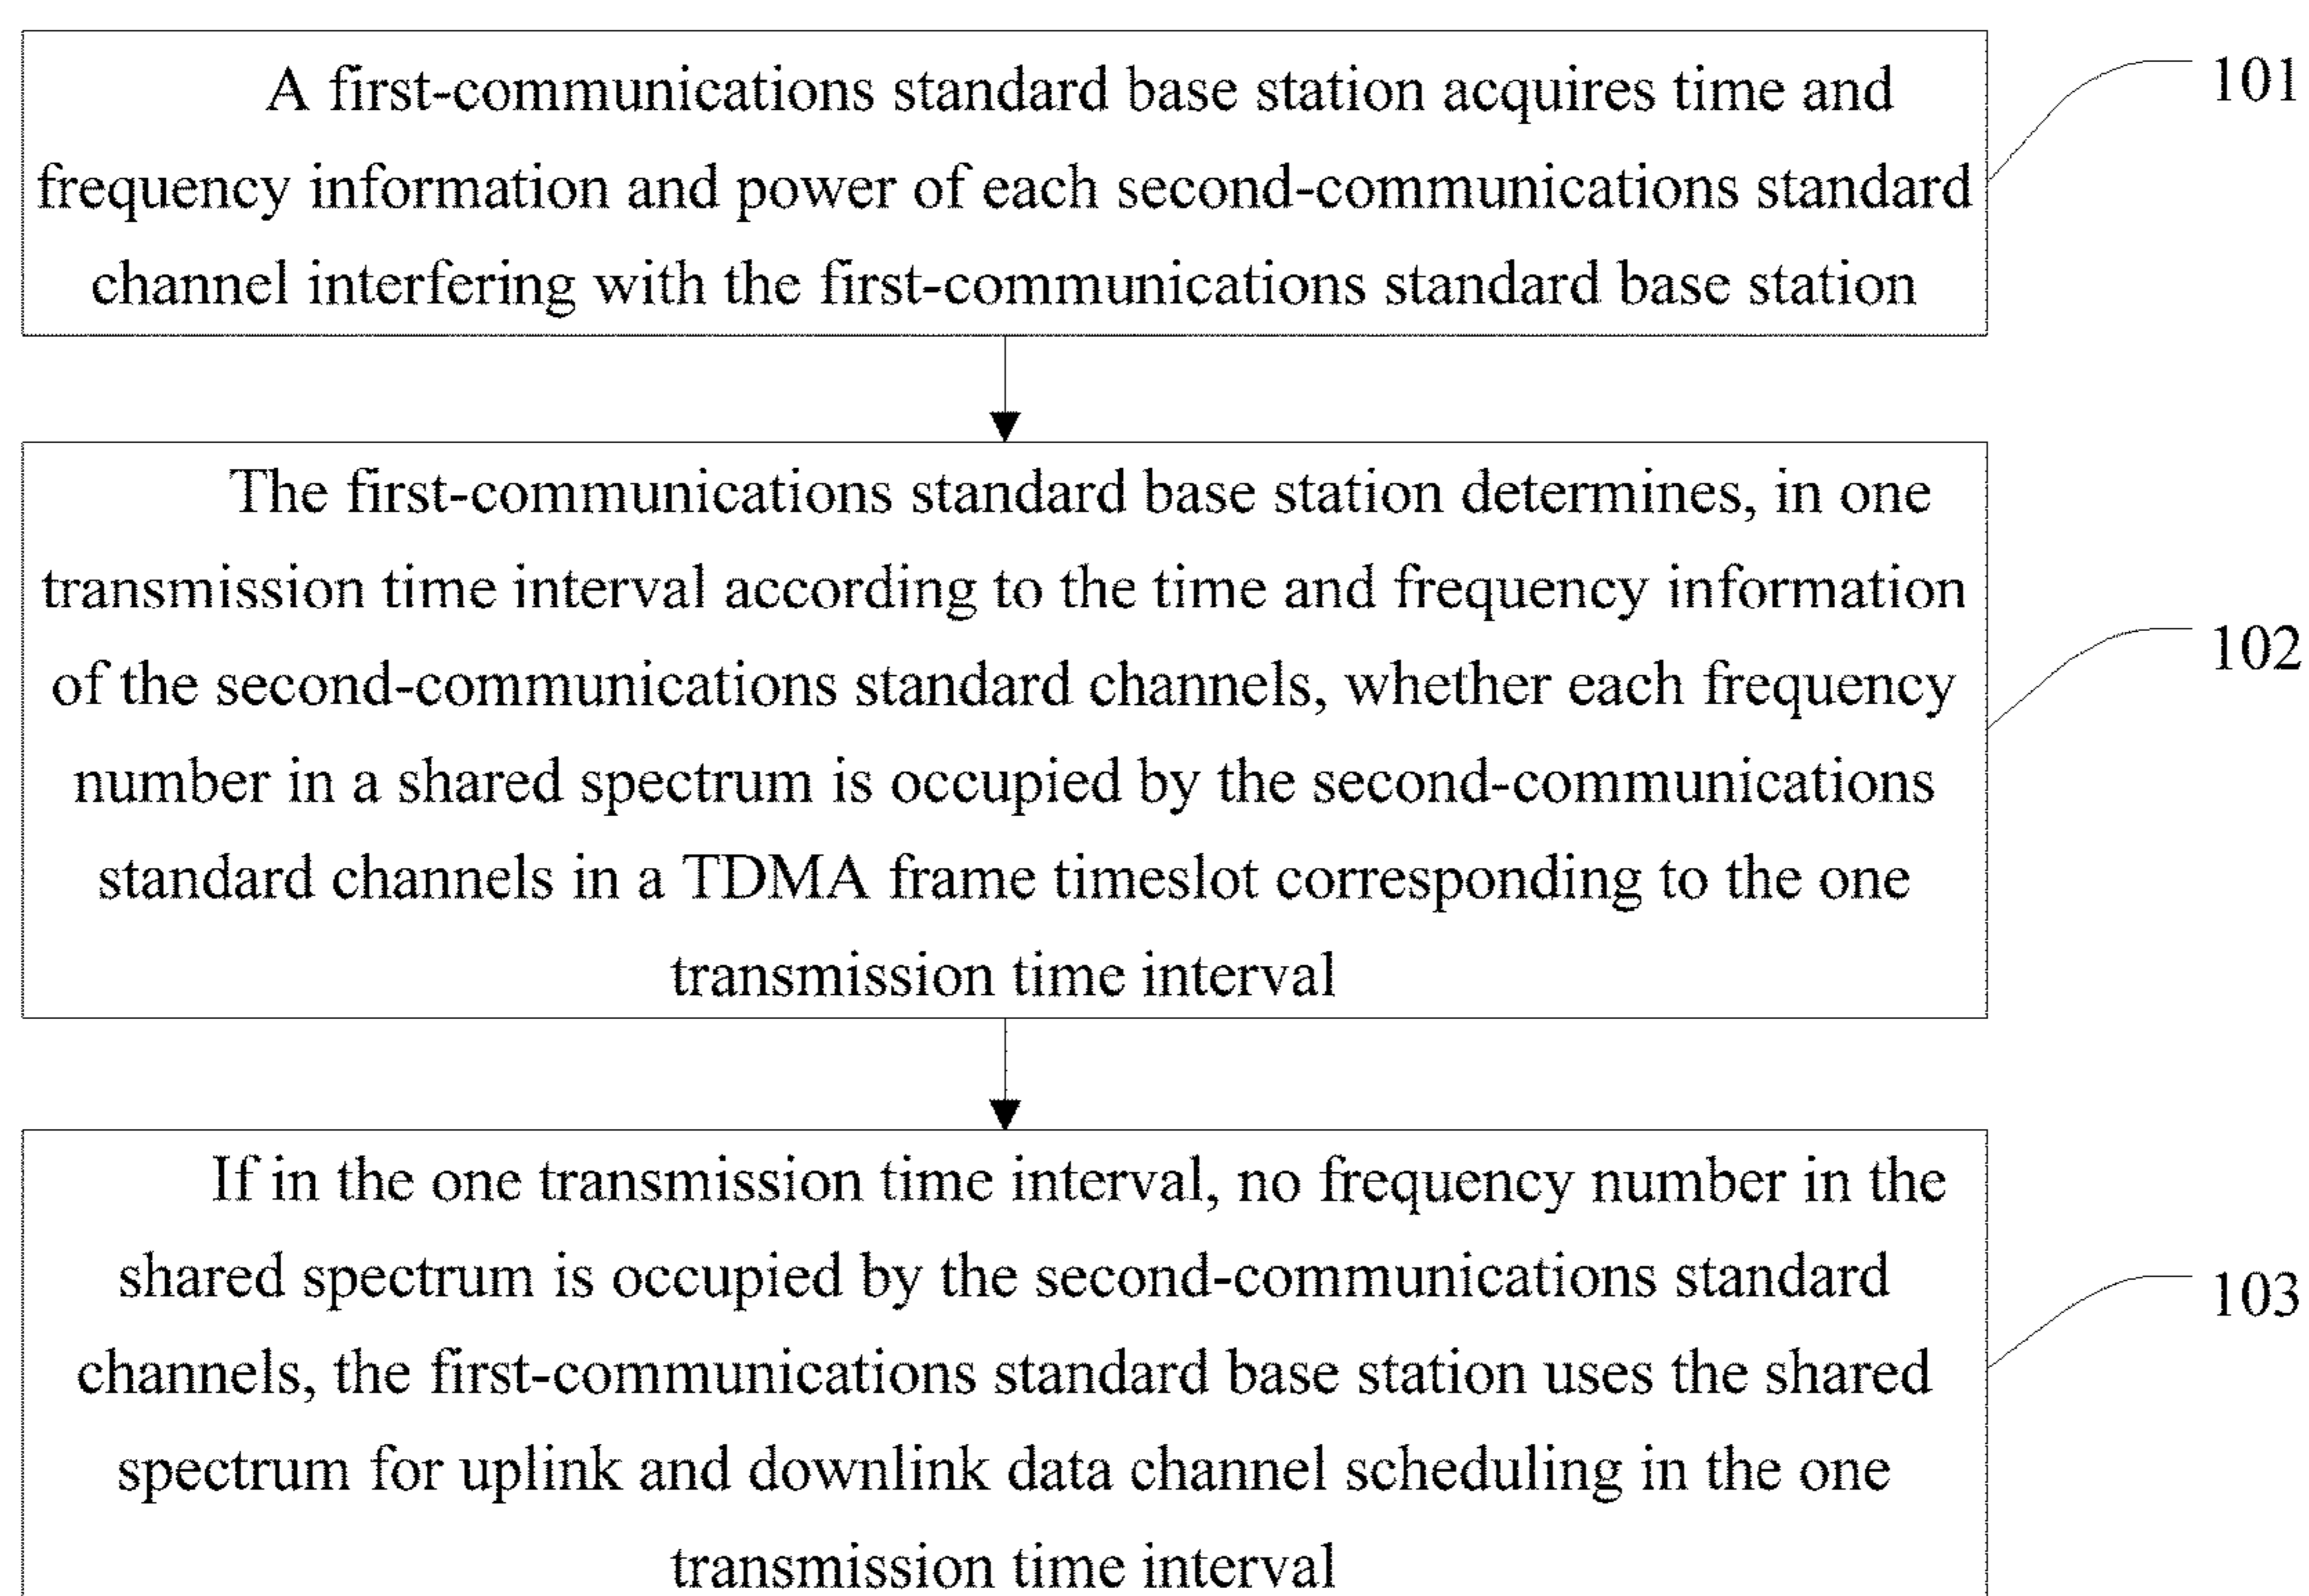 A first-communications standard base station acquires time and
frequency information and power of each second-communications standard
channel interfering with the first-communications standard base station
101
The first-communications standard base station determines, in one
transmission time interval according to the time and frequency information
of the second-communications standard channels, whether each frequency
number in a shared spectrum is occupied by the second-communications
standard channels in a TDMA frame timeslot corresponding to the one
transmission time interval
102
If in the one transmission time interval, no frequency number in the
shared spectrum is occupied by the second-communications standard
channels, the first-communications standard base station uses the shared
spectrum for uplink and downlink data channel scheduling in the one
transmission time interval
103